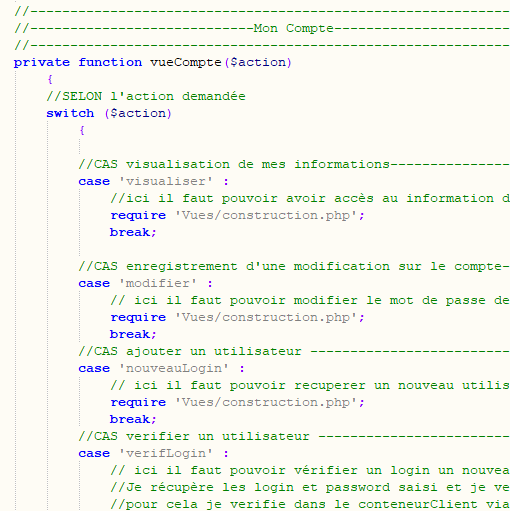 //------------------------------------------------------------
//----------------------------Mon Compte----------------------
//------------------------------------------------------------
private function vueCompte($action)
{
//SELON l'action demandée
switch ($action)
{
//CAS visualisation de mes informations---------------
case 'visualiser' :
//ici il faut pouvoir avoir accès au information d
require 'Vues/construction.php';
break;
//CAS enregistrement d'une modification sur le compte-
case 'modifier' :
// ici il faut pouvoir modifier le mot de passe de
require 'Vues/construction.php';
break;
//CAS ajouter un utilisateur -------------------------
case 'nouveauLogin' :
// ici il faut pouvoir recuperer un nouveau utilis
require 'Vues/construction.php';
break;
//CAS verifier un utilisateur ------------------------
case 'verifLogin' :
// ici il faut pouvoir vérifier un login un nouvea
//Je récupère les login et password saisi et je ve
//pour cela je verifie dans le conteneurClient via